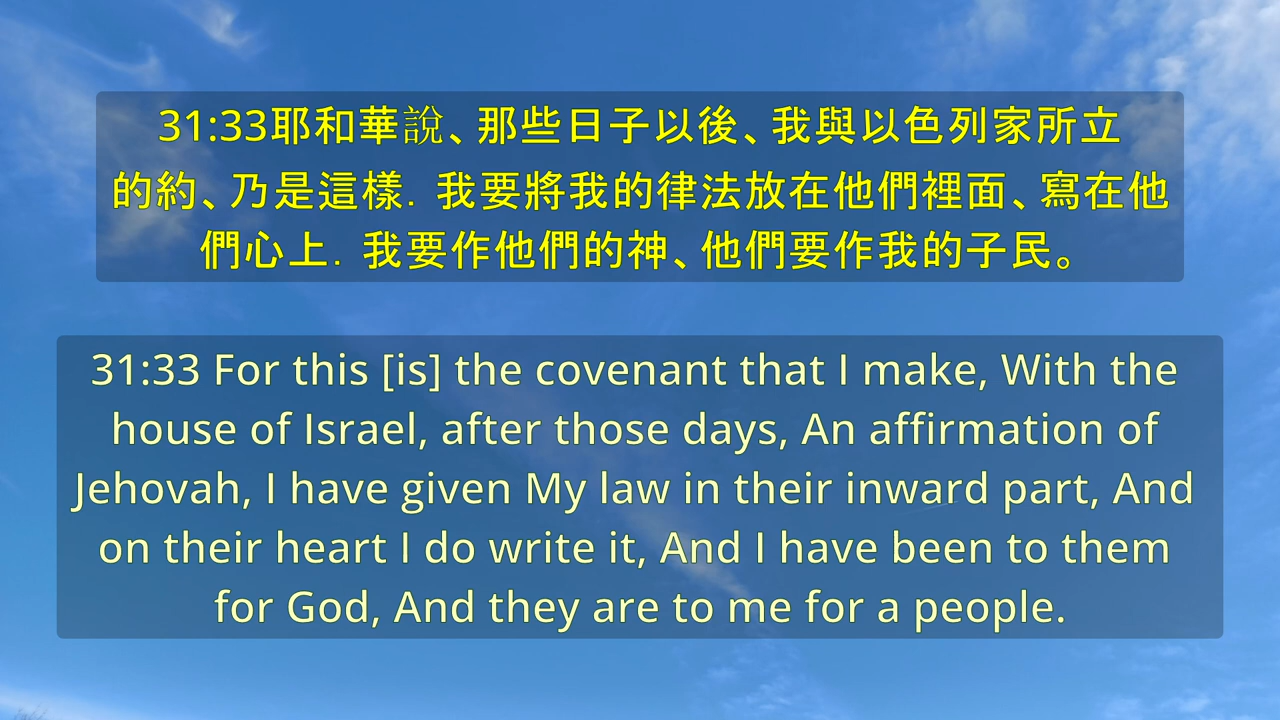 31:33耶和華說、那些日子以後、我與以色列家所立
的約、乃是這樣．我要將我的律法放在他們裡面、寫在他
們心上．我要作他們的神、他們要作我的子民。
31:33 For this [is] the covenant that I make, With the
house of Israel, after those days, An affirmation of
Jehovah, I have given My law in their inward part, And
on their heart I do write it, And I have been to them
for God, And they are to me for a people.